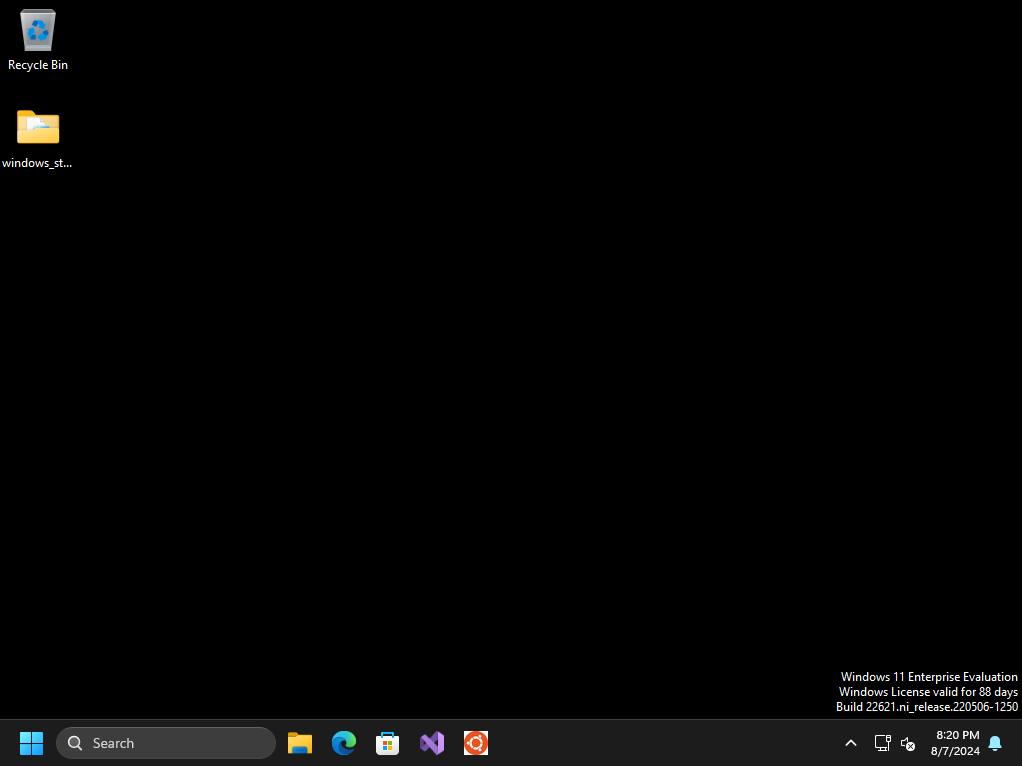 Recycle Bin
windows_st...
Windows 11 Enterprise Evaluation
Windows License valid for 88 days
Build 22621.ni_release.220506-1250
Search
8:20 PM
8/7/2024